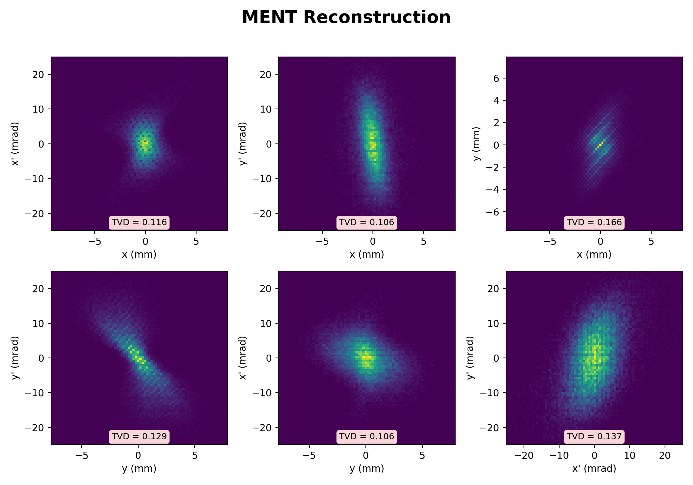 MENT Reconstruction
20
10
0
−10
−20
x' (mrad)
TVD = 0.116
−5
0
5
x (mm)
20
10
0
−10
−20
y' (mrad)
TVD = 0.106
−5
0
5
x (mm)
6
4
2
0
−2
−4
−6
y (mm)
TVD = 0.166
−5
0
5
x (mm)
20
10
0
−10
−20
y' (mrad)
TVD = 0.129
−5
0
5
y (mm)
20
10
0
−10
−20
x' (mrad)
TVD = 0.106
−5
0
5
y (mm)
20
10
0
−10
−20
y' (mrad)
TVD = 0.137
−20
−10
0
10
20
x' (mrad)